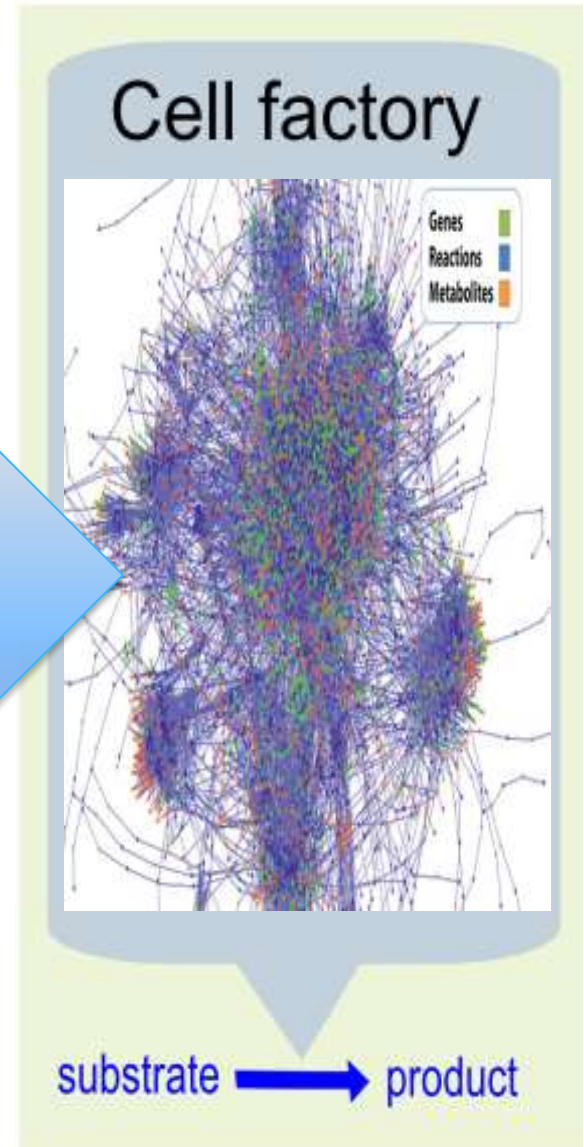 Cell factory
Genes
Reactions
Metabolites
substrate product